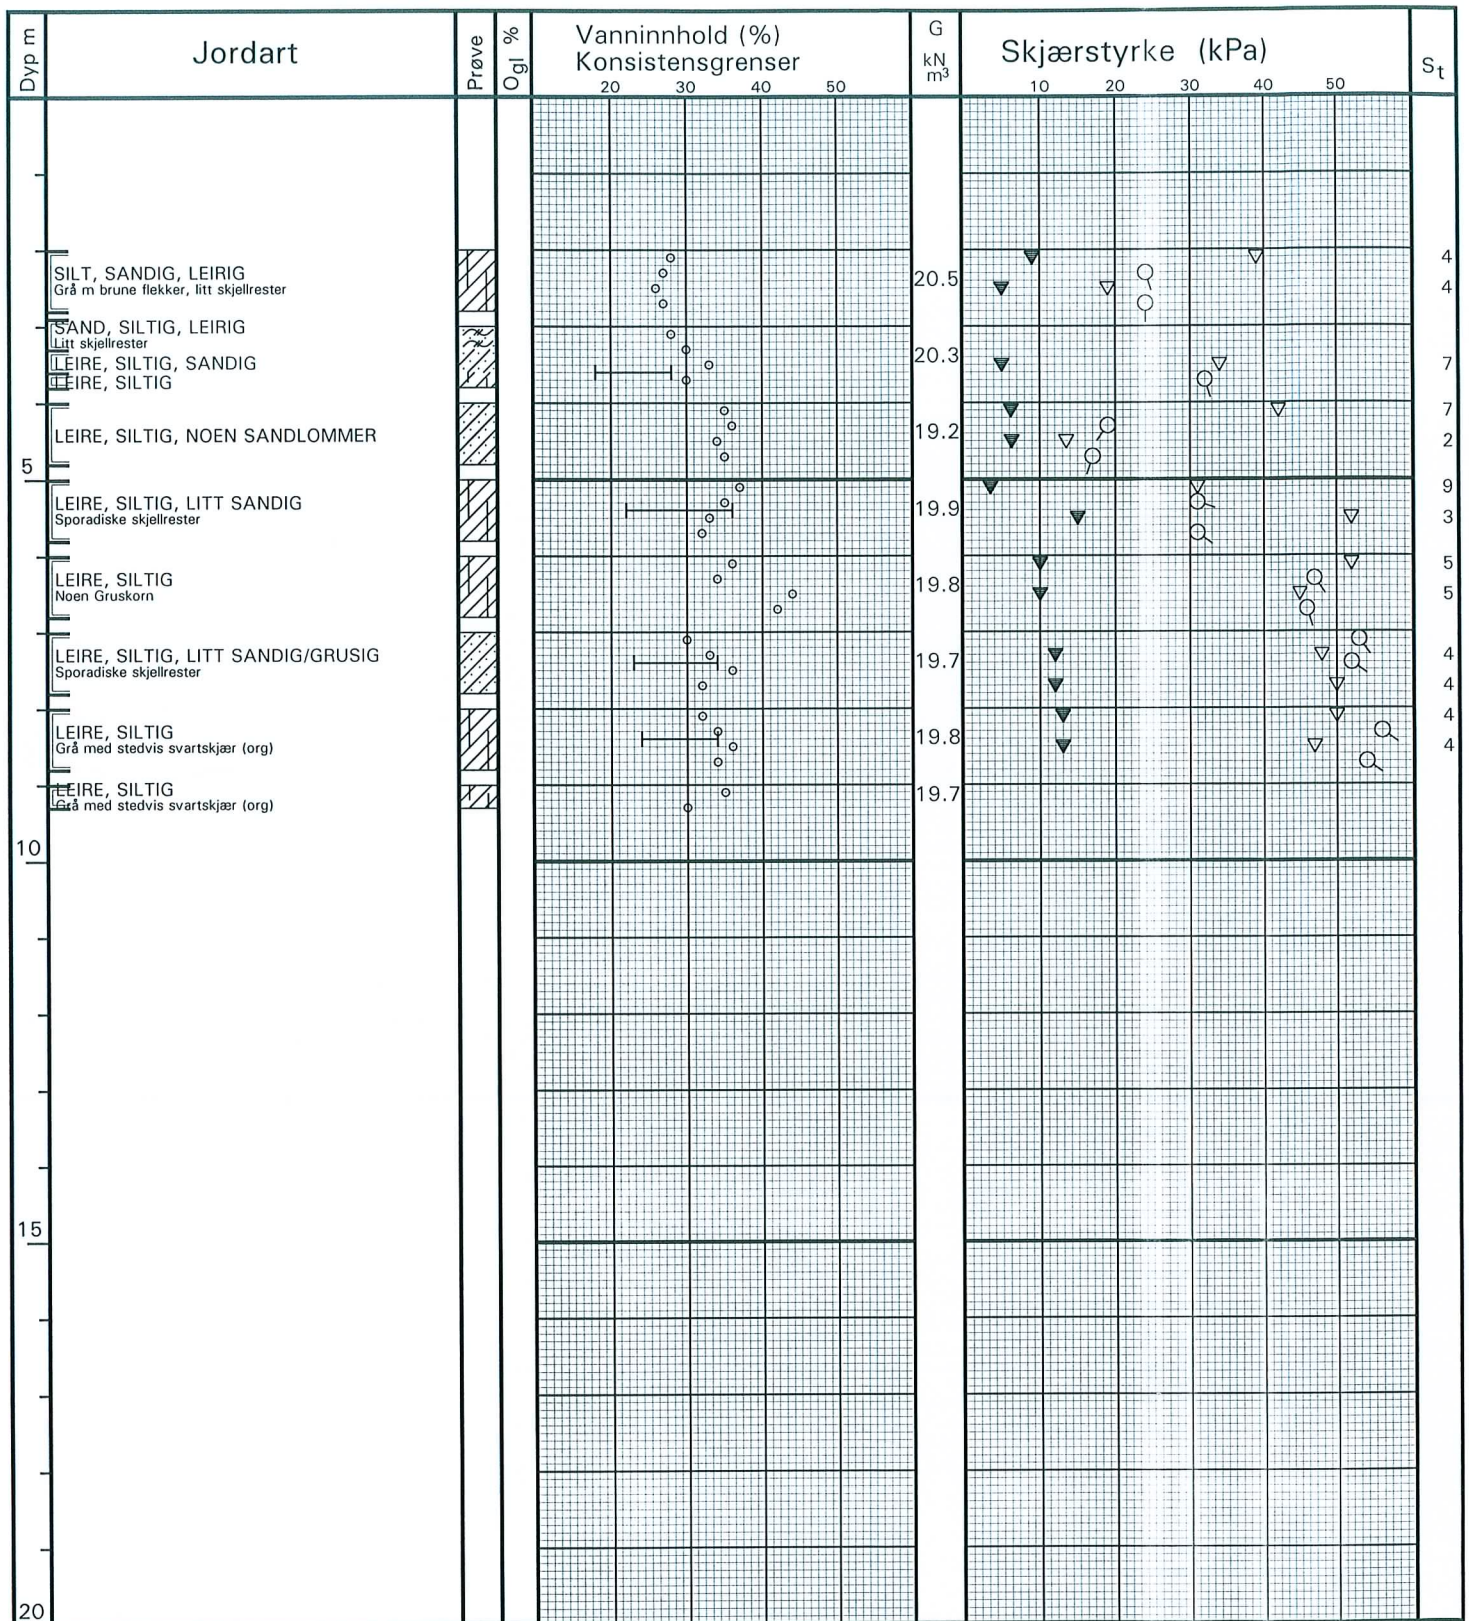 Dyp m
Jordart
Prøve
Ogl %
Vanninnhold (%)
Konsistensgrenser
20 30 40 50
G
kN
m³
Skjærstyrke (kPa)
10 20 30 40 50
St
SILT, SANDIG, LEIRIG
Grå m brune flekker, litt skjellrester
20.5
4
4
SAND, SILTIG, LEIRIG
Litt skjellrester
LEIRE, SILTIG, SANDIG
LEIRE, SILTIG
20.3
7
LEIRE, SILTIG, NOEN SANDLOMMER
19.2
7
2
5
LEIRE, SILTIG, LITT SANDIG
Sporadiske skjellrester
19.9
9
3
LEIRE, SILTIG
Noen Gruskorn
19.8
5
5
LEIRE, SILTIG, LITT SANDIG/GRUSIG
Sporadiske skjellrester
19.7
4
4
LEIRE, SILTIG
Grå med stedvis svartskjær (org)
19.8
4
4
LEIRE, SILTIG
Grå med stedvis svartskjær (org)
19.7
10
15
20